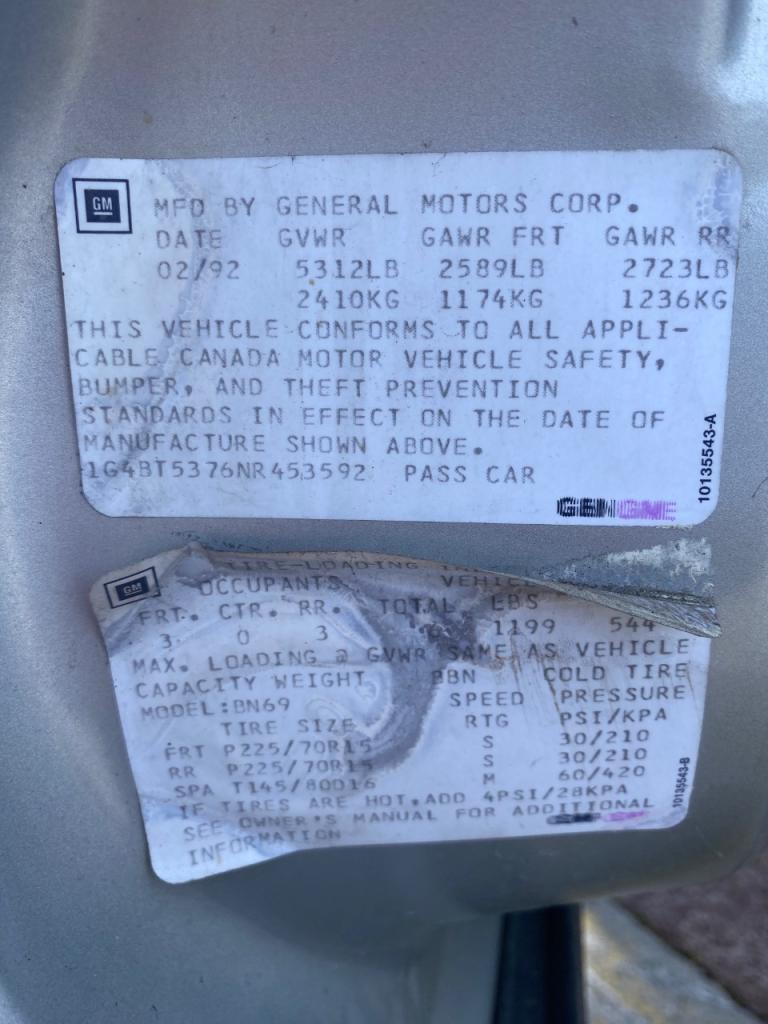 GM
MFD BY GENERAL MOTORS CORP.
DATE GVWR GAWR FRT GAWR RR
02/92 5312LB 2589LB 2723LB
2410KG 1174KG 1236KG
THIS VEHICLE CONFORMS TO ALL APPLI-
CABLE CANADA MOTOR VEHICLE SAFETY,
BUMPER, AND THEFT PREVENTION
STANDARDS IN EFFECT ON THE DATE OF
MANUFACTURE SHOWN ABOVE.
1G4BT5376NR453592 PASS CAR
10135543-A
GM
TIRE-LOADING
OCCUPANTS
FRT. CTR. RR. TOTAL LBS
3 0 3 1199 544
MAX. LOADING @ GVWR SAME AS VEHICLE
CAPACITY WEIGHT BBN COLD TIRE
MODEL:BN69 SPEED PRESSURE
TIRE SIZE RTG PSI/KPA
FRT P225/70R15 S 30/210
RR P225/70R15 S 30/210
SPA T145/80D16 M 60/420
IF TIRES ARE HOT,ADD 4PSI/28KPA
SEE OWNER'S MANUAL FOR ADDITIONAL
INFORMATION
10135543-B